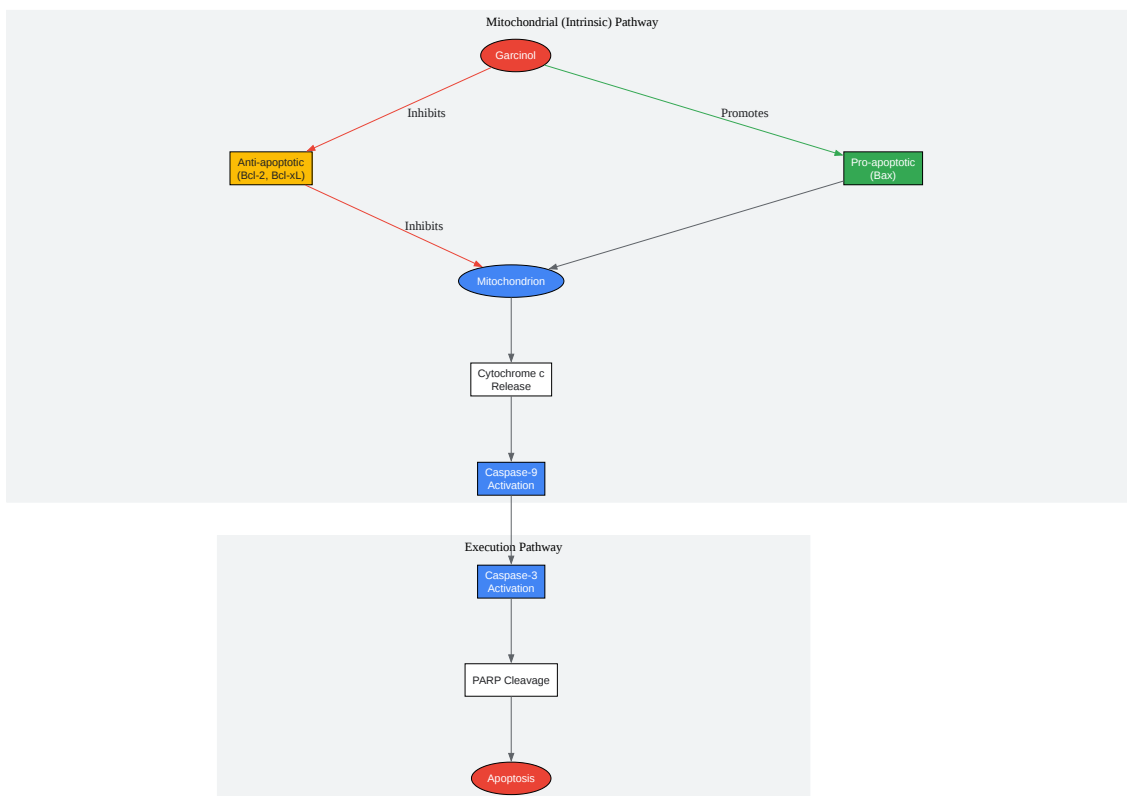 Mitochondrial (Intrinsic) Pathway
Garcinol
Inhibits
Promotes
Anti-apoptotic
(Bcl-2, Bcl-xL)
Pro-apoptotic
(Bax)
Inhibits
Mitochondrion
Cytochrome c
Release
Caspase-9
Activation
Execution Pathway
Caspase-3
Activation
PARP Cleavage
Apoptosis